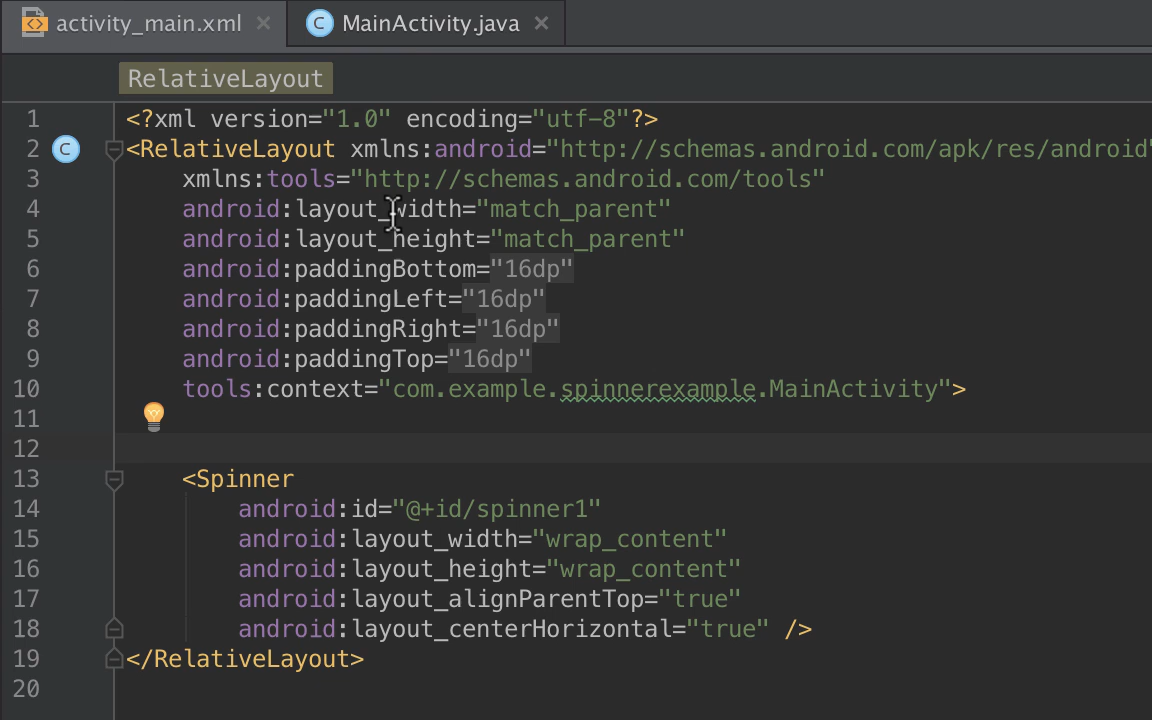 activity_main.xml
MainActivity.java
RelativeLayout
1 <?xml version="1.0" encoding="utf-8"?>
2 <RelativeLayout xmlns:android="http://schemas.android.com/apk/res/android"
3 xmlns:tools="http://schemas.android.com/tools"
4 android:layout_width="match_parent"
5 android:layout_height="match_parent"
6 android:paddingBottom="16dp"
7 android:paddingLeft="16dp"
8 android:paddingRight="16dp"
9 android:paddingTop="16dp"
10 tools:context="com.example.spinnerexample.MainActivity">
11
12
13 <Spinner
14 android:id="@+id/spinner1"
15 android:layout_width="wrap_content"
16 android:layout_height="wrap_content"
17 android:layout_alignParentTop="true"
18 android:layout_centerHorizontal="true" />
19 </RelativeLayout>
20